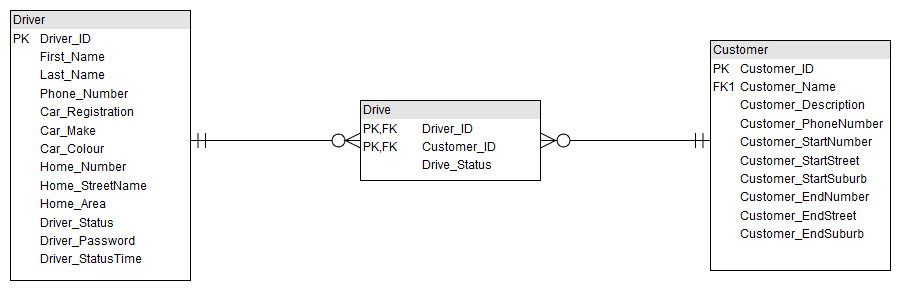 Driver
PK Driver_ID
First_Name
Last_Name
Phone_Number
Car_Registration
Car_Make
Car_Colour
Home_Number
Home_StreetName
Home_Area
Driver_Status
Driver_Password
Driver_StatusTime
Drive
PK,FK Driver_ID
PK,FK Customer_ID
Drive_Status
Customer
PK Customer_ID
FK1 Customer_Name
Customer_Description
Customer_PhoneNumber
Customer_StartNumber
Customer_StartStreet
Customer_StartSuburb
Customer_EndNumber
Customer_EndStreet
Customer_EndSuburb